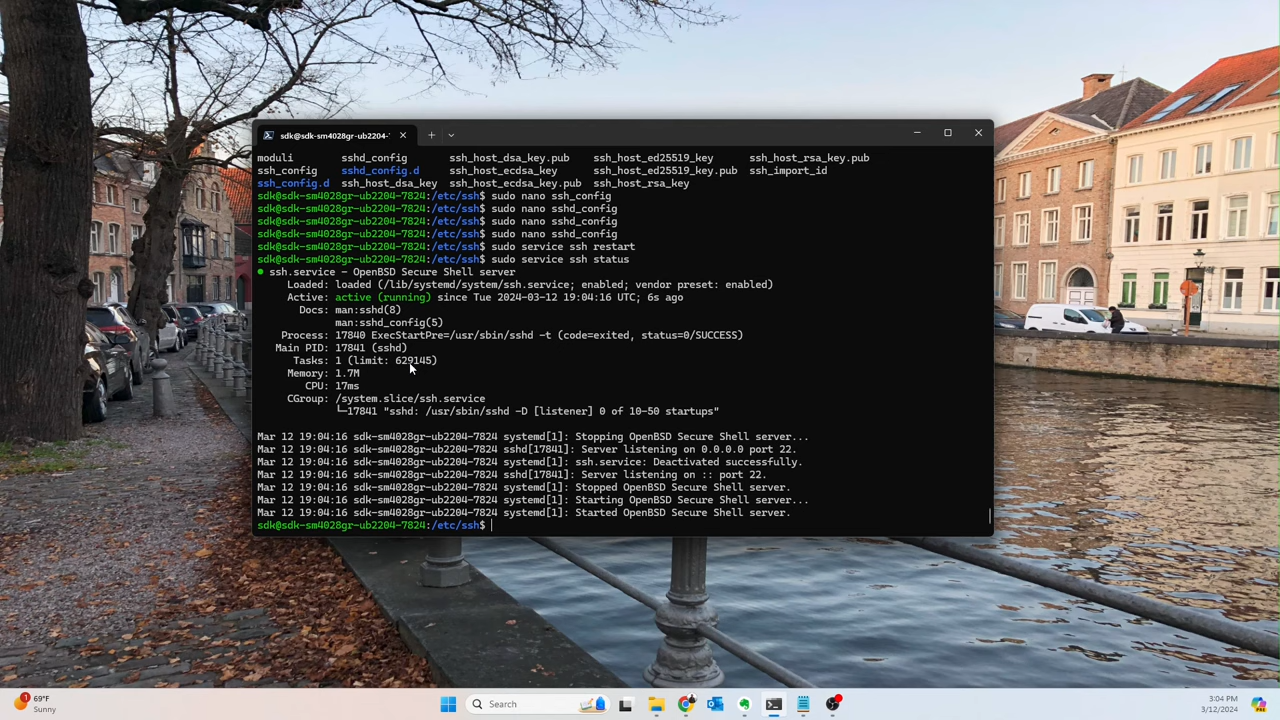 sdk@sdk-sm4028gr-ub2204-
moduli sshd_config ssh_host_dsa_key.pub ssh_host_ed25519_key ssh_host_rsa_key.pub
ssh_config sshd_config.d ssh_host_ecdsa_key ssh_host_ed25519_key.pub ssh_import_id
ssh_config.d ssh_host_dsa_key ssh_host_ecdsa_key.pub ssh_host_rsa_key
sdk@sdk-sm4028gr-ub2204-7824:/etc/ssh$ sudo nano ssh_config
sdk@sdk-sm4028gr-ub2204-7824:/etc/ssh$ sudo nano sshd_config
sdk@sdk-sm4028gr-ub2204-7824:/etc/ssh$ sudo nano sshd_config
sdk@sdk-sm4028gr-ub2204-7824:/etc/ssh$ sudo nano sshd_config
sdk@sdk-sm4028gr-ub2204-7824:/etc/ssh$ sudo service ssh restart
sdk@sdk-sm4028gr-ub2204-7824:/etc/ssh$ sudo service ssh status
● ssh.service - OpenBSD Secure Shell server
Loaded: loaded (/lib/systemd/system/ssh.service; enabled; vendor preset: enabled)
Active: active (running) since Tue 2024-03-12 19:04:16 UTC; 6s ago
Docs: man:sshd(8)
man:sshd_config(5)
Process: 17840 ExecStartPre=/usr/sbin/sshd -t (code=exited, status=0/SUCCESS)
Main PID: 17841 (sshd)
Tasks: 1 (limit: 629145)
Memory: 1.7M
CPU: 17ms
CGroup: /system.slice/ssh.service
└─17841 "sshd: /usr/sbin/sshd -D [listener] 0 of 10-50 startups"
Mar 12 19:04:16 sdk-sm4028gr-ub2204-7824 systemd[1]: Stopping OpenBSD Secure Shell server...
Mar 12 19:04:16 sdk-sm4028gr-ub2204-7824 sshd[17841]: Server listening on 0.0.0.0 port 22.
Mar 12 19:04:16 sdk-sm4028gr-ub2204-7824 systemd[1]: ssh.service: Deactivated successfully.
Mar 12 19:04:16 sdk-sm4028gr-ub2204-7824 sshd[17841]: Server listening on :: port 22.
Mar 12 19:04:16 sdk-sm4028gr-ub2204-7824 systemd[1]: Stopped OpenBSD Secure Shell server.
Mar 12 19:04:16 sdk-sm4028gr-ub2204-7824 systemd[1]: Starting OpenBSD Secure Shell server...
Mar 12 19:04:16 sdk-sm4028gr-ub2204-7824 systemd[1]: Started OpenBSD Secure Shell server.
sdk@sdk-sm4028gr-ub2204-7824:/etc/ssh$
1
69°F
Sunny
Search
3:04 PM
3/12/2024